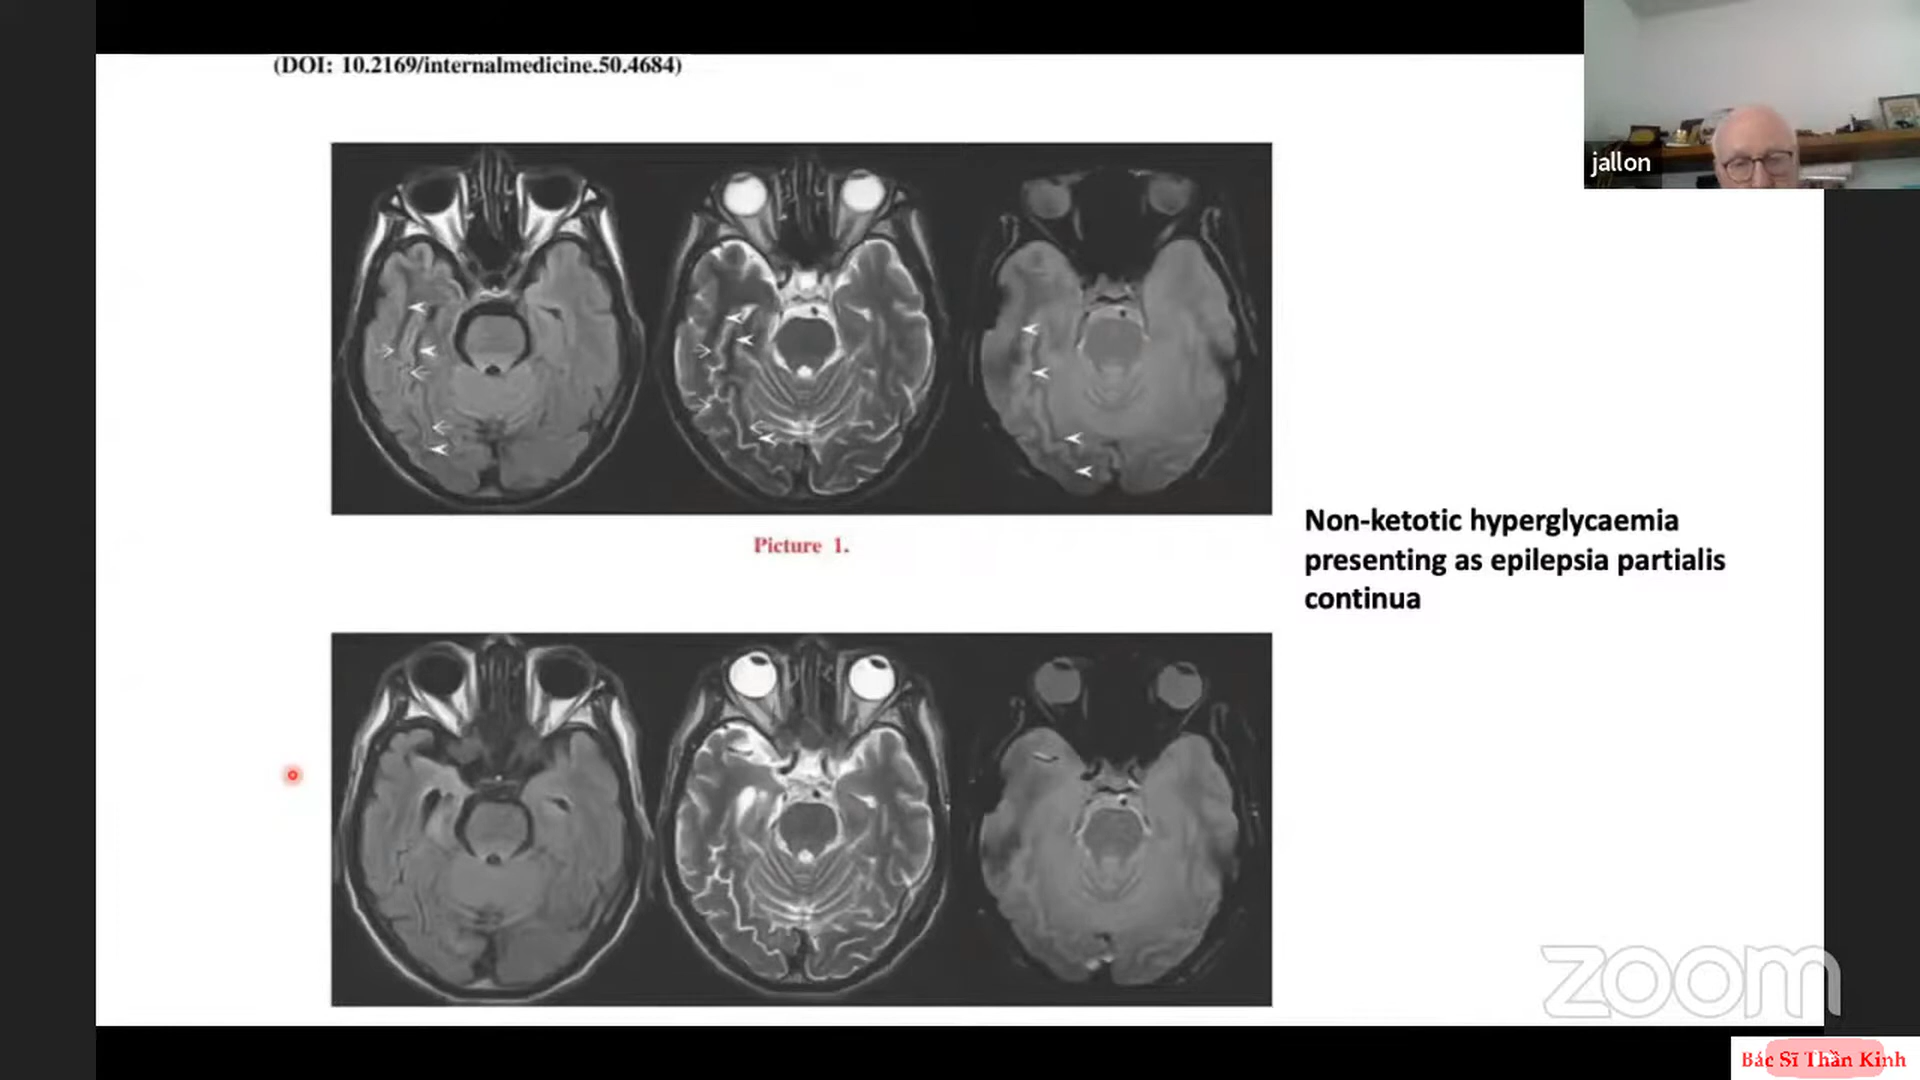 (DOI: 10.2169/internalmedicine.50.4684)
jallon
Picture 1.
Non-ketotic hyperglycaemia
presenting as epilepsia partialis
continua
zoom
Bác Sĩ Thần Kinh